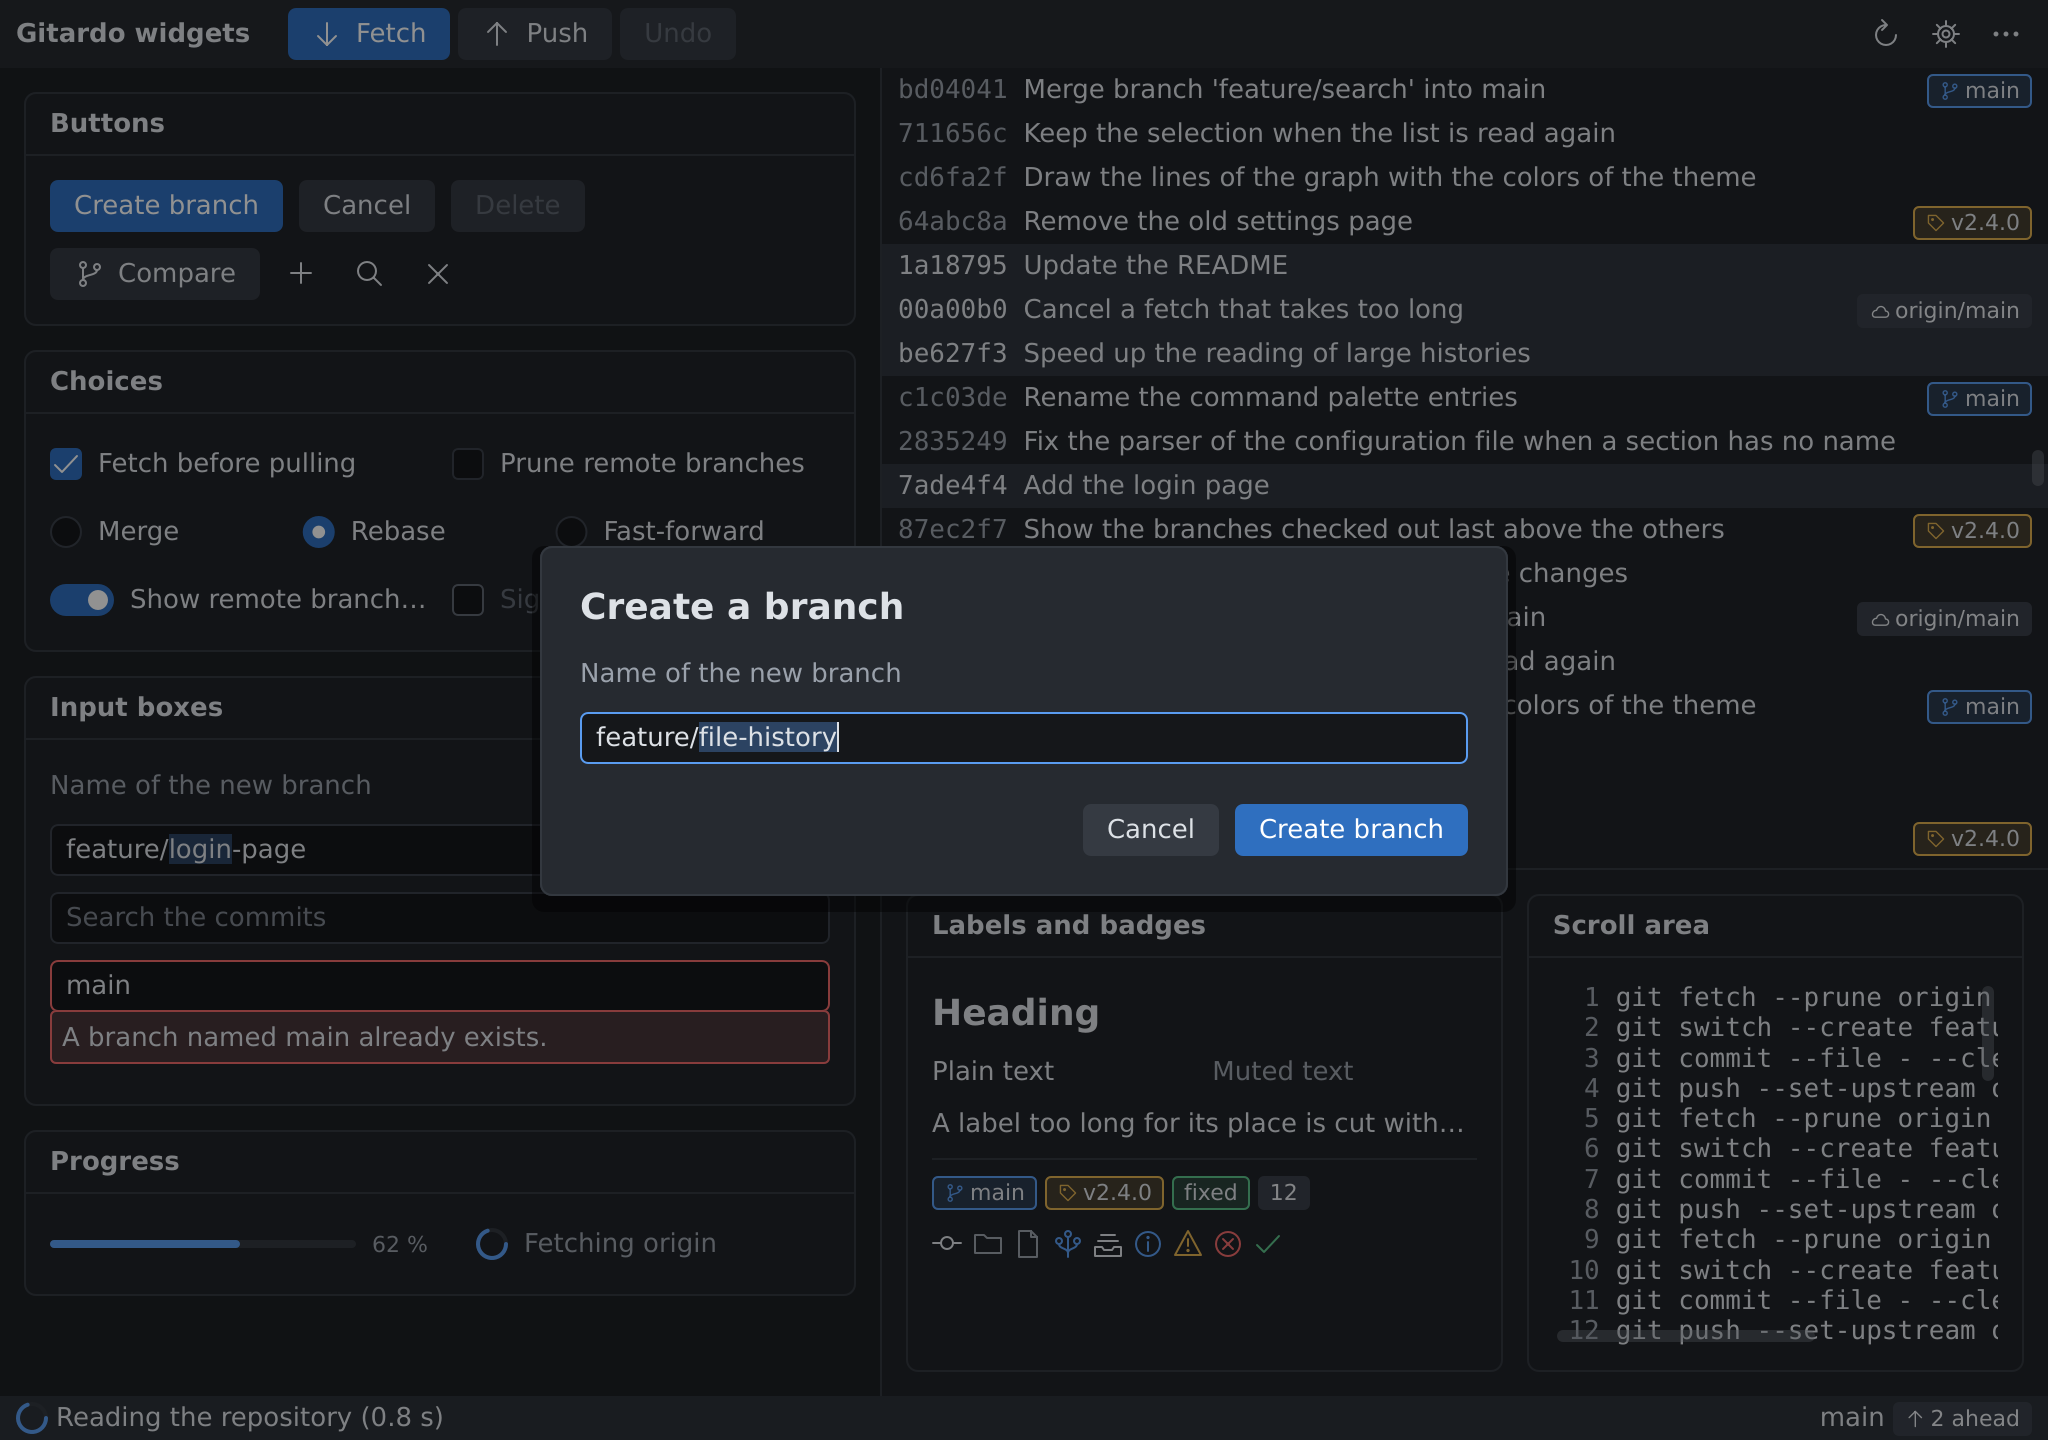 Gitardo widgets
Fetch
Push
Undo
Buttons
Create branch
Cancel
Delete
Compare
Choices
Fetch before pulling
Prune remote branches
Merge
Rebase
Fast-forward
Show remote branch…
Sig
Input boxes
Name of the new branch
feature/login-page
Search the commits
main
A branch named main already exists.
Progress
62 %
Fetching origin
bd04041 Merge branch 'feature/search' into main main
711656c Keep the selection when the list is read again
cd6fa2f Draw the lines of the graph with the colors of the theme
64abc8a Remove the old settings page v2.4.0
1a18795 Update the README
00a00b0 Cancel a fetch that takes too long origin/main
be627f3 Speed up the reading of large histories
c1c03de Rename the command palette entries main
2835249 Fix the parser of the configuration file when a section has no name
7ade4f4 Add the login page
87ec2f7 Show the branches checked out last above the others v2.4.0
changes
ain origin/main
ad again
colors of the theme main
v2.4.0
Create a branch
Name of the new branch
feature/file-history
Cancel
Create branch
Labels and badges
Heading
Plain text
Muted text
A label too long for its place is cut with…
main
v2.4.0
fixed
12
Scroll area
1 git fetch --prune origin
2 git switch --create featu
3 git commit --file - --cle
4 git push --set-upstream o
5 git fetch --prune origin
6 git switch --create featu
7 git commit --file - --cle
8 git push --set-upstream o
9 git fetch --prune origin
10 git switch --create featu
11 git commit --file - --cle
12 git push --set-upstream o
Reading the repository (0.8 s)
main
2 ahead